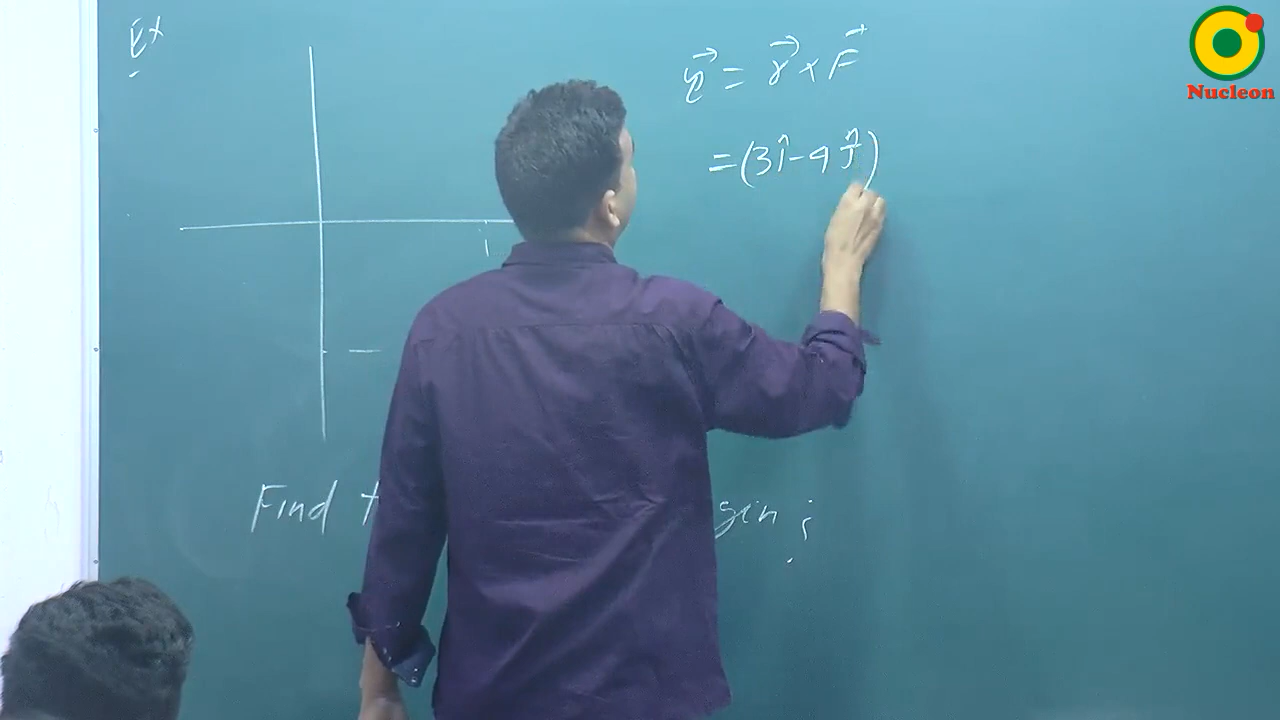 Ex
τ⃗ = r⃗ × F⃗
= (3î - 4ĵ)
Find
gin ;
Nucleon